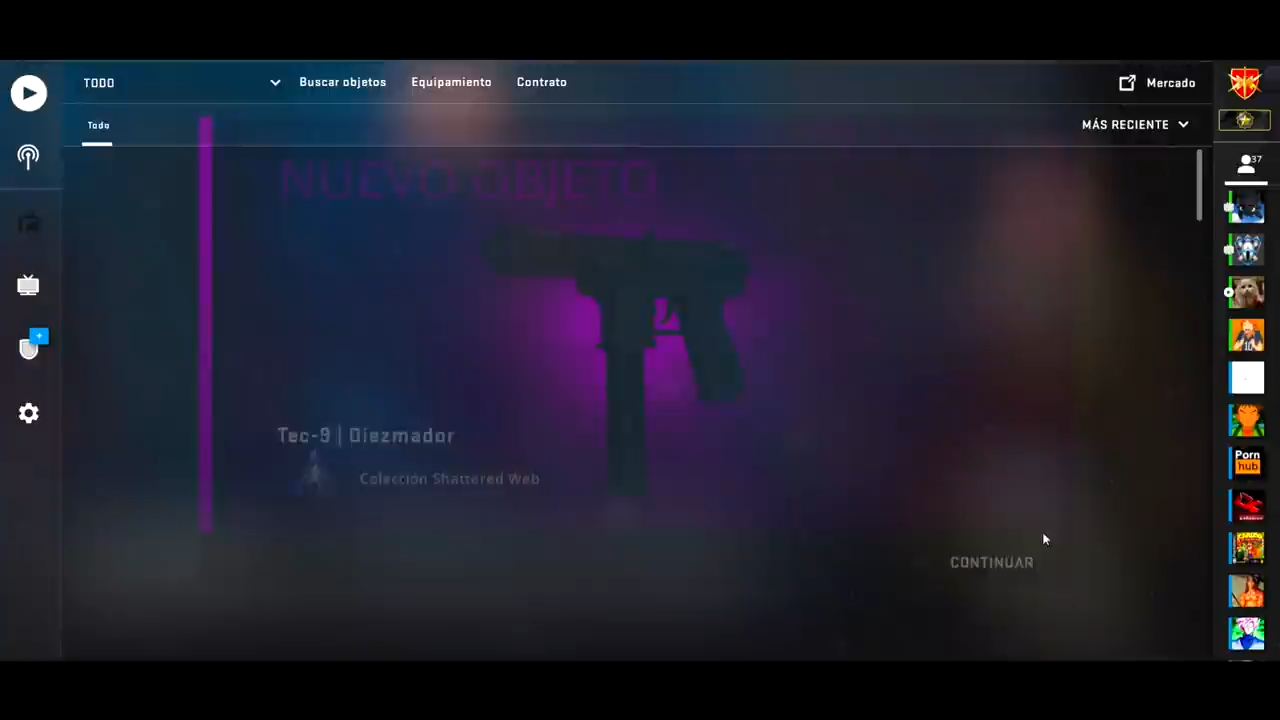 TODO
Buscar objetos
Equipamiento
Contrato
Mercado
Todo
MÁS RECIENTE
37
NUEVO OBJETO
Tec-9 | Diezmador
Colección Shattered Web
Porn
hub
CONTINUAR